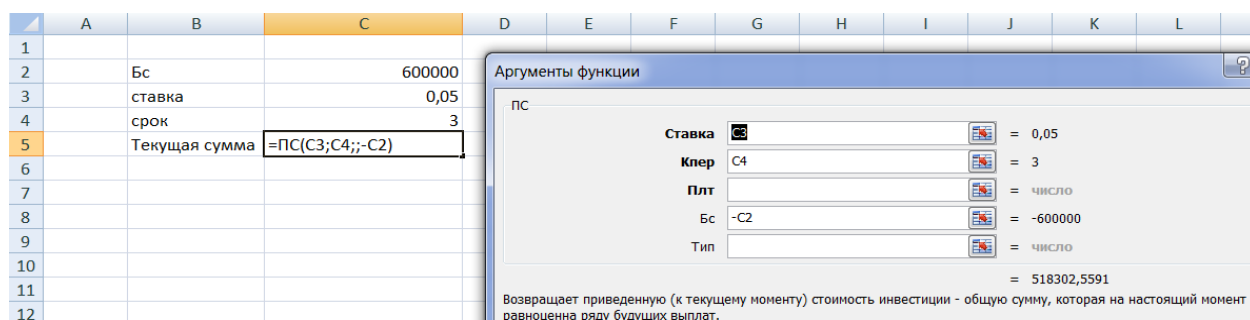 A B C D E F G H I J K L
1
2 Бс 600000
3 ставка 0,05
4 срок 3
5 Текущая сумма =ПС(C3;C4;;-C2)
6
7
8
9
10
11
12
Аргументы функции ?
ПС
Ставка C3 = 0,05
Кпер C4 = 3
Плт = число
Бс -C2 = -600000
Тип = число
= 518302,5591
Возвращает приведенную (к текущему моменту) стоимость инвестиции - общую сумму, которая на настоящий момент
равноценна ряду будущих выплат.